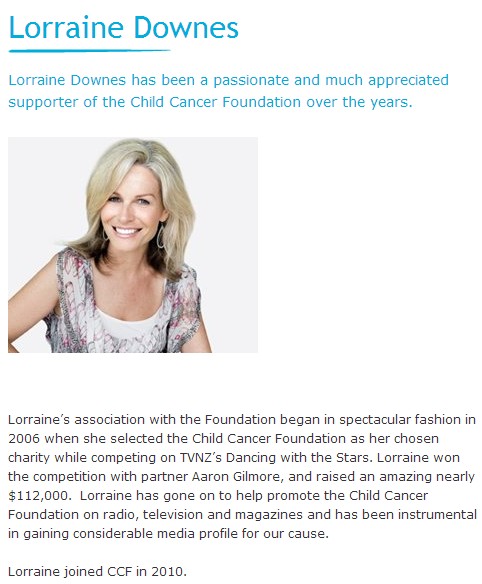 Lorraine Downes
Lorraine Downes has been a passionate and much appreciated
supporter of the Child Cancer Foundation over the years.
Lorraine’s association with the Foundation began in spectacular fashion in
2006 when she selected the Child Cancer Foundation as her chosen
charity while competing on TVNZ’s Dancing with the Stars. Lorraine won
the competition with partner Aaron Gilmore, and raised an amazing nearly
$112,000.  Lorraine has gone on to help promote the Child Cancer
Foundation on radio, television and magazines and has been instrumental
in gaining considerable media profile for our cause.
Lorraine joined CCF in 2010.